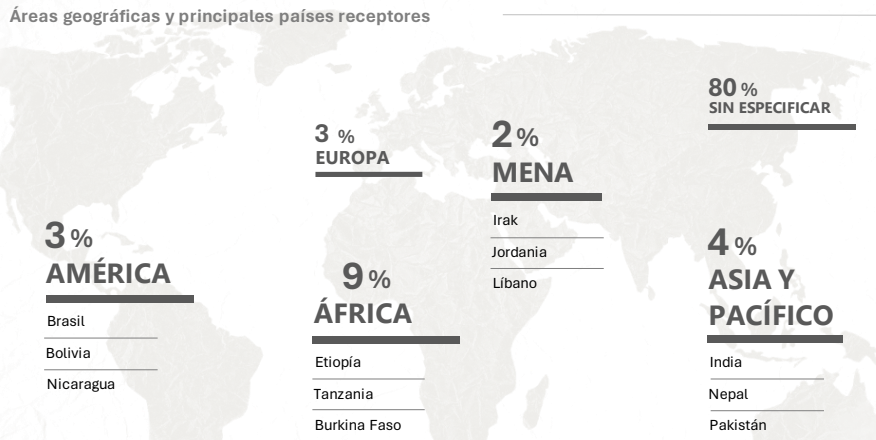 Áreas geográficas y principales países receptores
80 %
SIN ESPECIFICAR
3 %
EUROPA
2 %
MENA
Irak
Jordania
Líbano
3 %
AMÉRICA
Brasil
Bolivia
Nicaragua
9 %
ÁFRICA
Etiopía
Tanzania
Burkina Faso
4 %
ASIA Y
PACÍFICO
India
Nepal
Pakistán